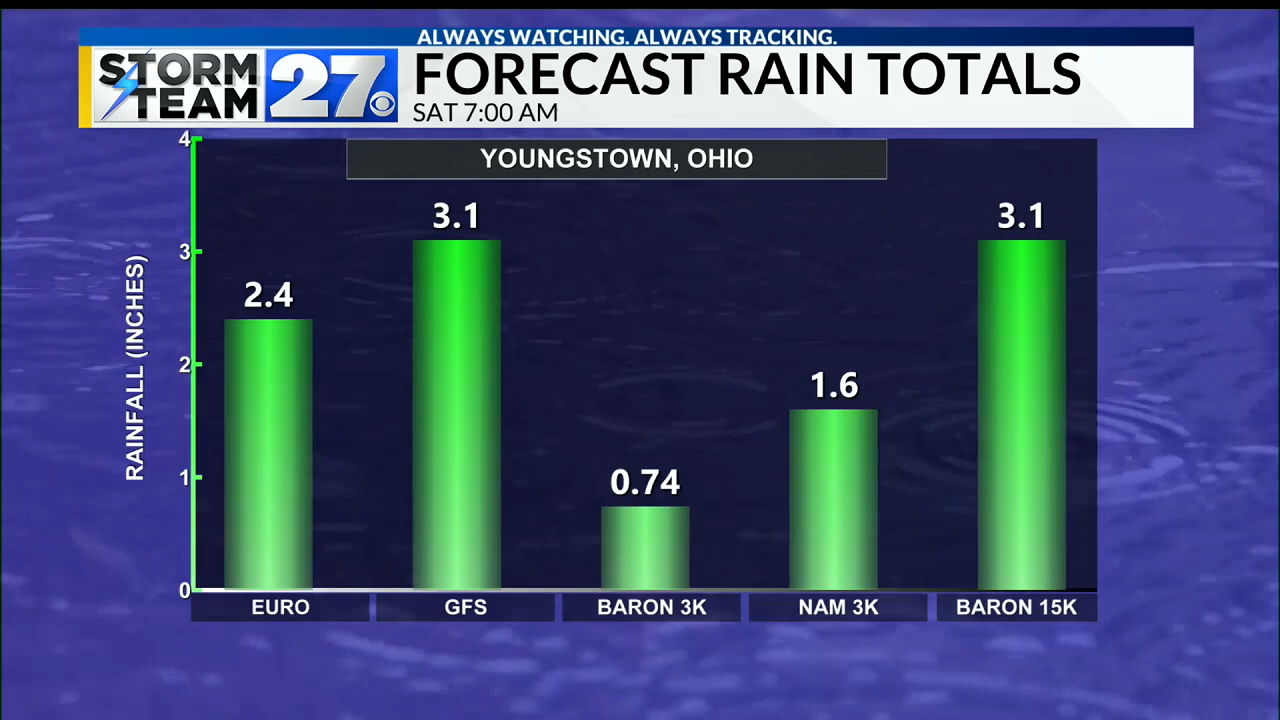 ALWAYS WATCHING. ALWAYS TRACKING.
STORM
TEAM
27
FORECAST RAIN TOTALS
SAT 7:00 AM
YOUNGSTOWN, OHIO
RAINFALL (INCHES)
4
3
2
1
0
2.4
3.1
0.74
1.6
3.1
EURO
GFS
BARON 3K
NAM 3K
BARON 15K